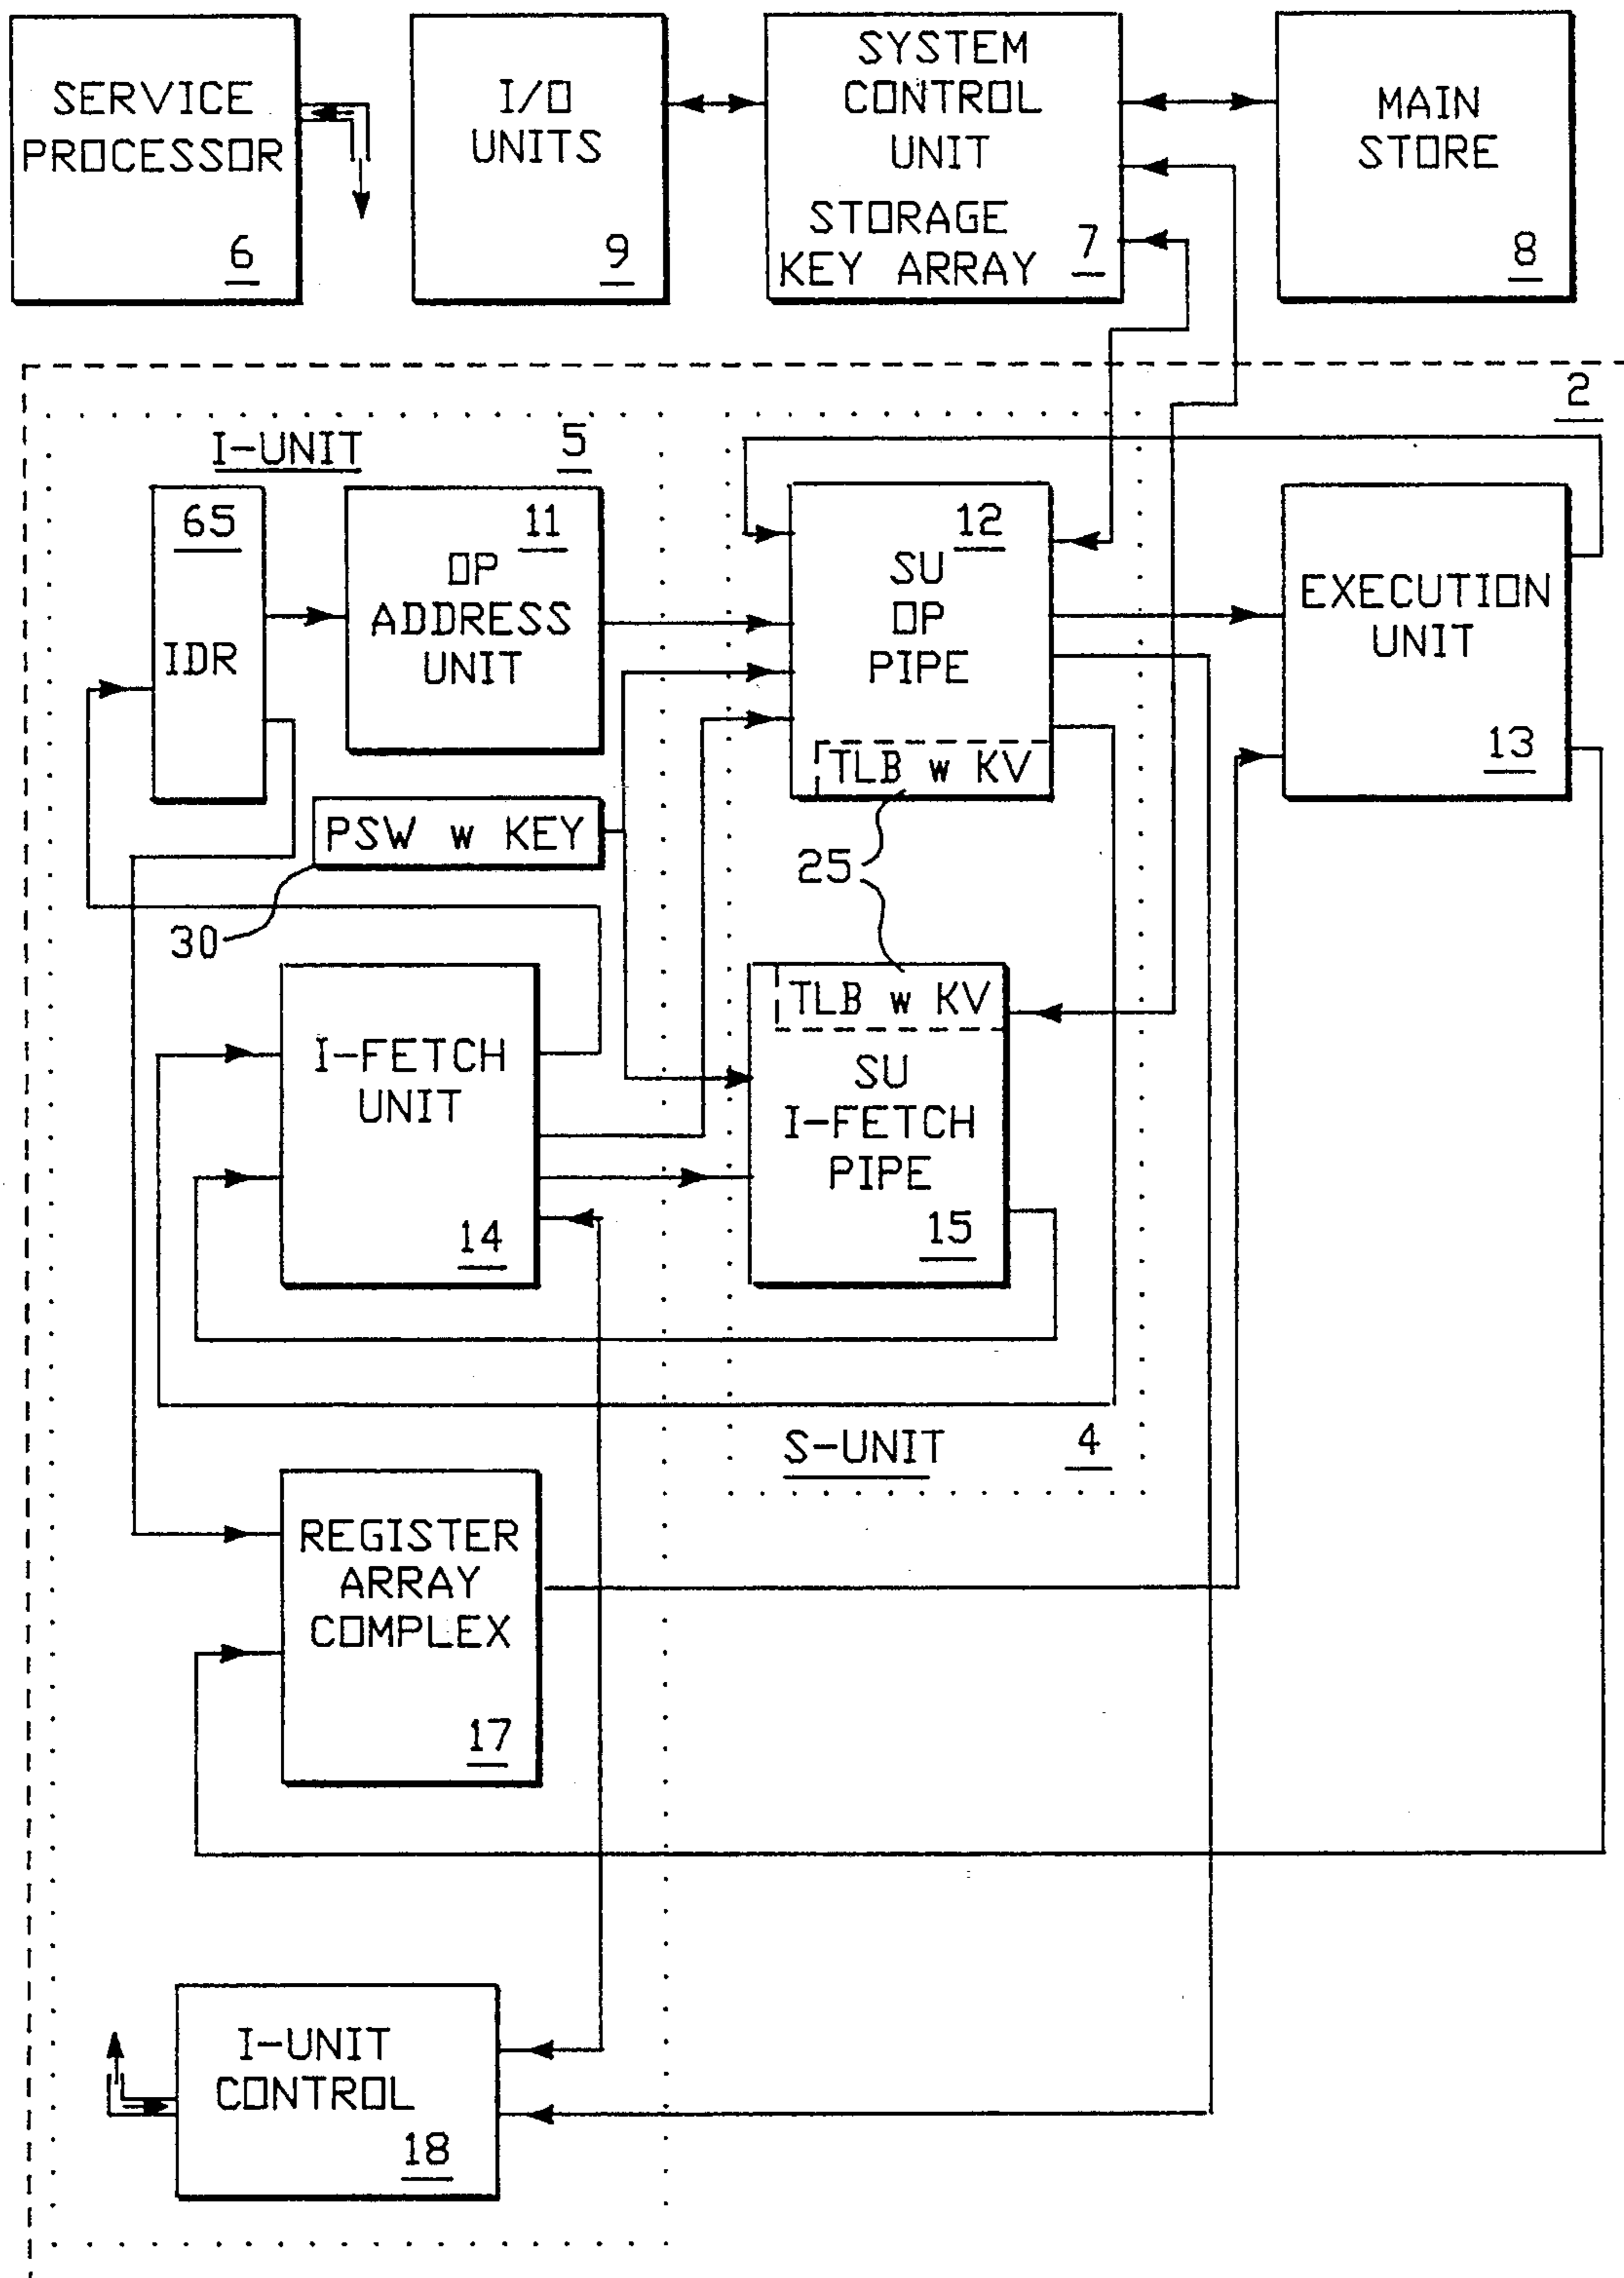 SERVICE
PROCESSOR
6
I/O
UNITS
9
SYSTEM
CONTROL
UNIT
STORAGE
KEY ARRAY
7
MAIN
STORE
8
2
I-UNIT
5
65
IDR
11
OP
ADDRESS
UNIT
12
SU
OP
PIPE
TLB w KV
EXECUTION
UNIT
13
PSW w KEY
30
25
TLB w KV
SU
I-FETCH
PIPE
15
I-FETCH
UNIT
14
S-UNIT
4
REGISTER
ARRAY
COMPLEX
17
I-UNIT
CONTROL
18